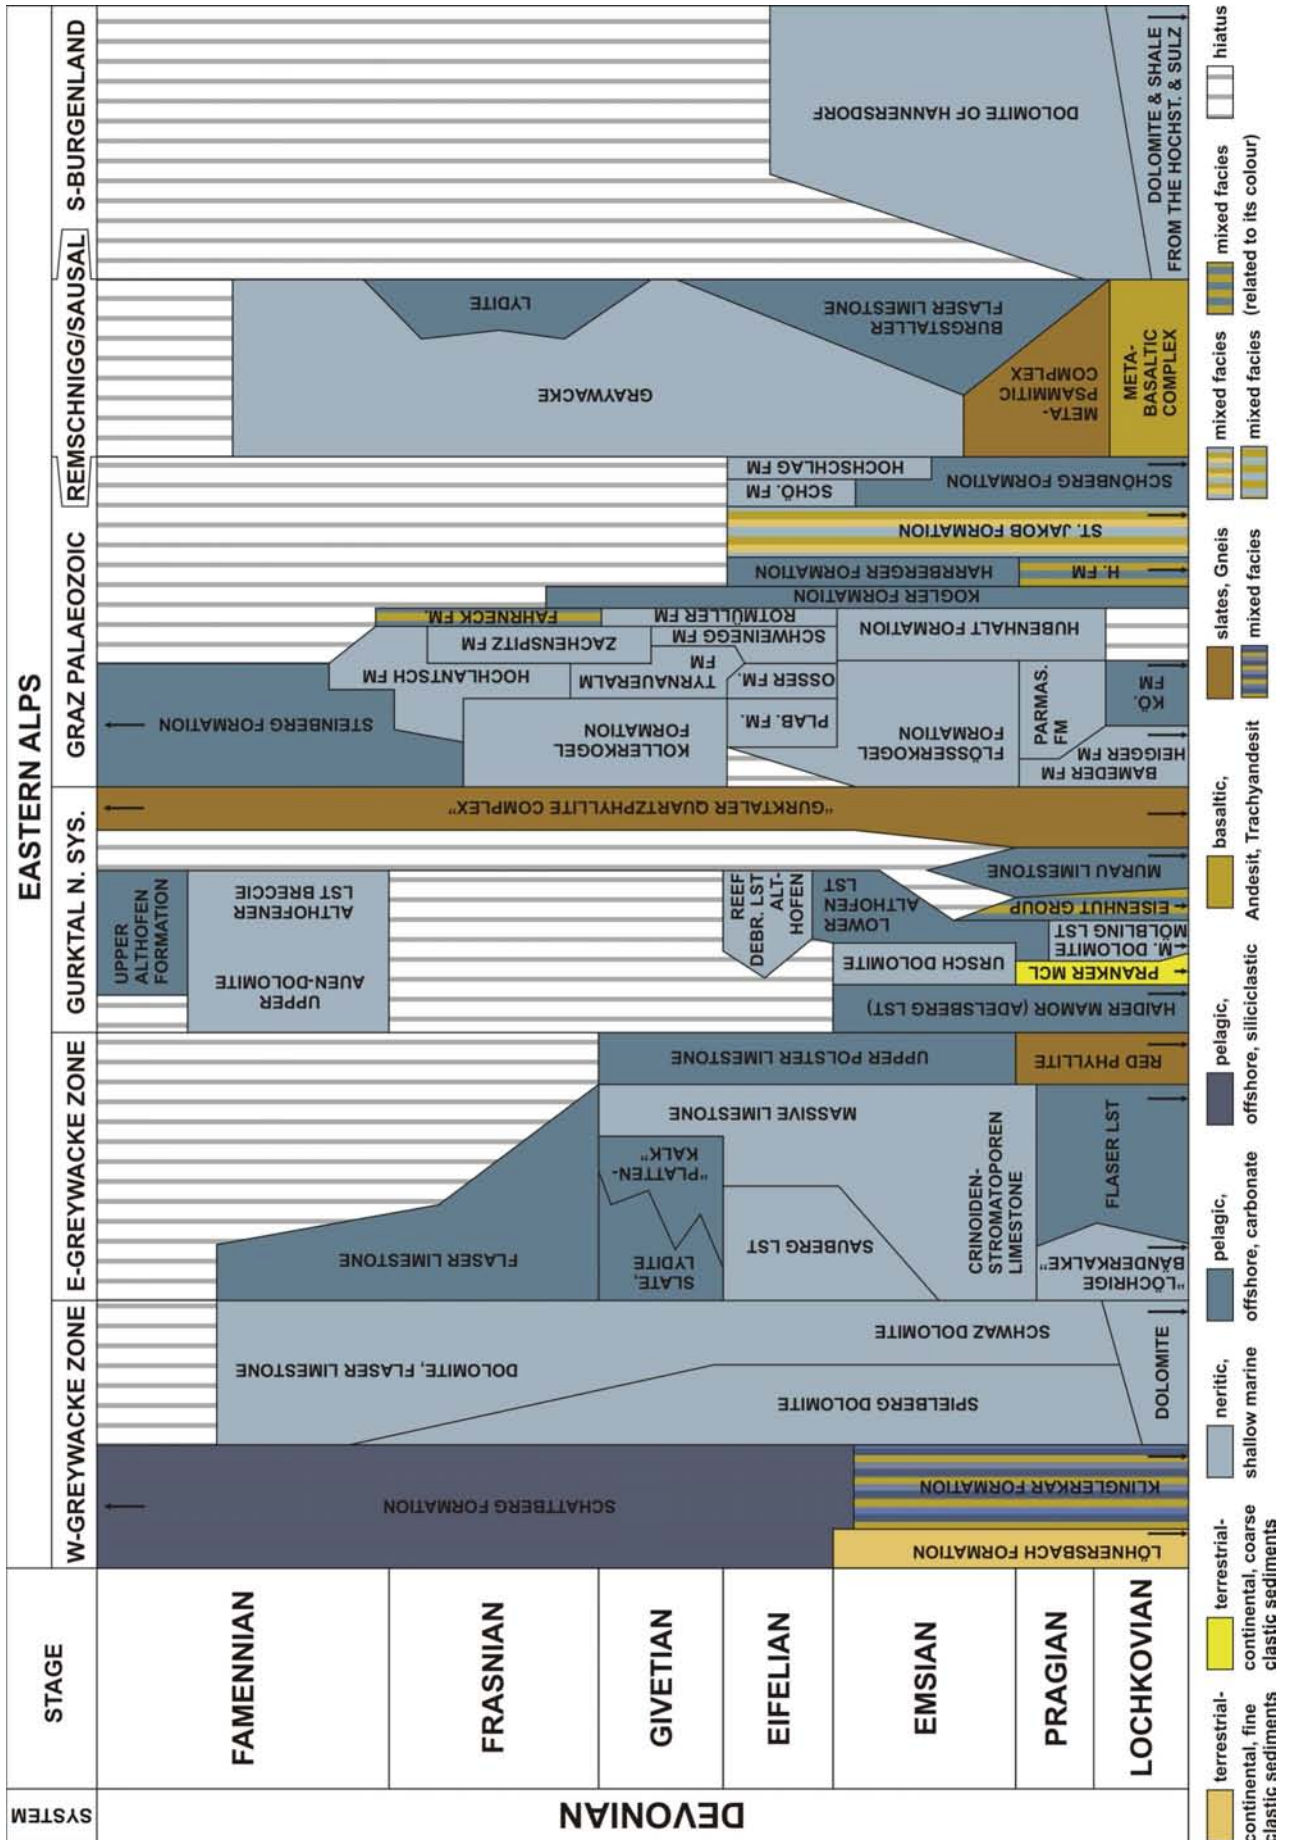 EASTERN ALPS
SYSTEM
STAGE
W-GREYWACKE ZONE
E-GREYWACKE ZONE
GURKTAL N. SYS.
GRAZ PALAEOZOIC
REMSCHNIGG/SAUSAL
S-BURGENLAND
DEVONIAN
FAMENNIAN
FRASNIAN
GIVETIAN
EIFELIAN
EMSIAN
PRAGIAN
LOCHKOVIAN
SCHATTBERG FORMATION
KLINGLERKAR FORMATION
LÖHNERSBACH FORMATION
DOLOMITE, FLASER LIMESTONE
SCHWAZ DOLOMITE
SPIELBERG DOLOMITE
DOLOMITE
FLASER LIMESTONE
SLATE,
LYDITE
"PLATTEN-
KALK"
SAUBERG LST
MASSIVE LIMESTONE
CRINOIDEN-
STROMATOPOREN
LIMESTONE
FLASER LST
"LÖCHRIGE
BÄNDERKALKE"
UPPER POLSTER LIMESTONE
RED PHYLLITE
UPPER
ALTHOFEN
FORMATION
UPPER
AUEN-DOLOMITE
ALTHOFENER
LST BRECCIE
REEF
DEBR. LST
ALT-
HOFEN
LOWER
ALTHOFEN
LST
URSCH DOLOMITE
HAIDER MAMOR (ADELSBERG LST)
PRANKER MCL
M. DOLOMITE
MÖLBLING LST
EISENHUT GROUP
MURAU LIMESTONE
"GURKTALER QUARTZPHYLLITE COMPLEX"
STEINBERG FORMATION
KOLLERKOGEL
FORMATION
HOCHLANTSCH FM
ZACHENSPITZ FM
FAHRNECK FM.
TYRNAUERALM
FM
SCHWEINEGG FM
ROTMÜLLER FM
OSSER FM.
PLAB. FM.
FLÖSSERKOGEL
FORMATION
HUBENHALT FORMATION
PARMAS.
FM
KÖ.
FM
HEIGGER FM
BAMEDER FM
KOGLER FORMATION
HARRBERGER FORMATION
H. FM
ST. JAKOB FORMATION
SCHÖ. FM
HOCHSCHLAG FM
SCHÖNBERG FORMATION
GRAYWACKE
LYDITE
BURGSTALLER
FLASER LIMESTONE
META-
PSAMMITIC
COMPLEX
META-
BASALTIC
COMPLEX
DOLOMITE OF HANNERSDORF
DOLOMITE & SHALE
FROM THE HOCHST. & SULZ
terrestrial-
continental, fine
clastic sediments
terrestrial-
continental, coarse
clastic sediments
neritic,
shallow marine
pelagic,
offshore, carbonate
pelagic,
offshore, siliciclastic
basaltic,
Andesit, Trachyandesit
slates, Gneis
mixed facies
mixed facies
mixed facies
mixed facies
(related to its colour)
hiatus